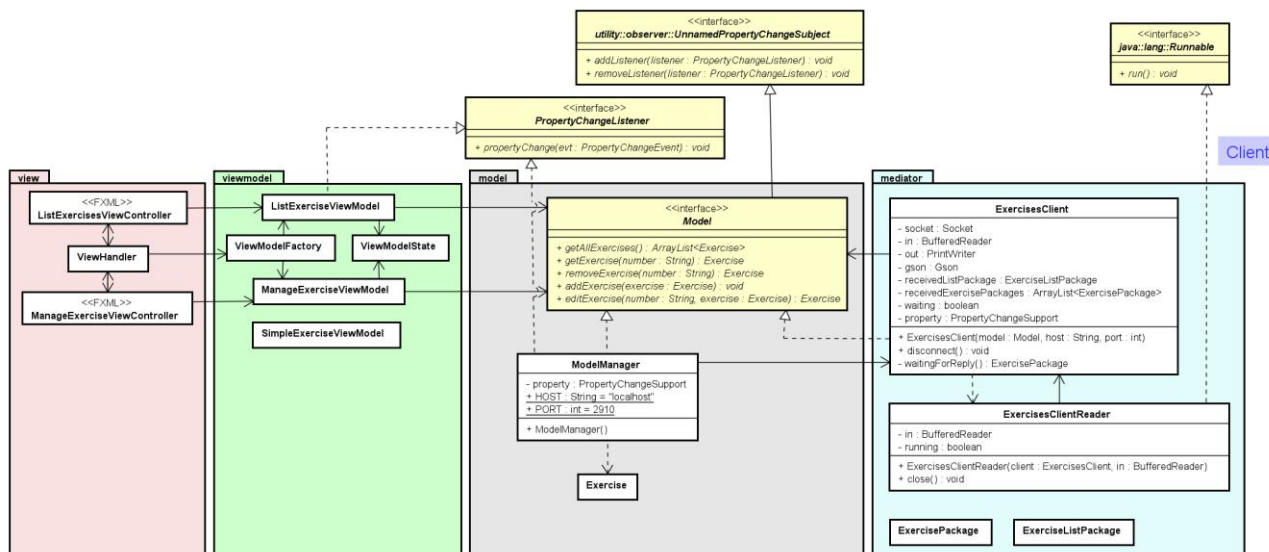 <<interface>>
utility::observer::UnnamedPropertyChangeSubject
+ addListener(listener : PropertyChangeListener) : void
+ removeListener(listener : PropertyChangeListener) : void
<<interface>>
java::lang::Runnable
+ run() : void
<<interface>>
PropertyChangeListener
+ propertyChange(evt : PropertyChangeEvent) : void
Client
view
<<FXML>>
ListExercisesViewController
ViewHandler
<<FXML>>
ManageExerciseViewController
viewmodel
ListExerciseViewModel
ViewModelFactory
ViewModelState
ManageExerciseViewModel
SimpleExerciseViewModel
model
<<interface>>
Model
+ getAllExercises() : ArrayList<Exercise>
+ getExercise(number : String) : Exercise
+ removeExercise(number : String) : Exercise
+ addExercise(exercise : Exercise) : void
+ editExercise(number : String, exercise : Exercise) : Exercise
ModelManager
- property : PropertyChangeSupport
+ HOST : String = "localhost"
+ PORT : int = 2910
+ ModelManager()
Exercise
mediator
ExercisesClient
- socket : Socket
- in : BufferedReader
- out : PrintWriter
- gson : Gson
- receivedListPackage : ExerciseListPackage
- receivedExercisePackages : ArrayList<ExercisePackage>
- waiting : boolean
- property : PropertyChangeSupport
+ ExercisesClient(model : Model, host : String, port : int)
+ disconnect() : void
- waitingForReply() : ExercisePackage
ExercisesClientReader
- in : BufferedReader
- running : boolean
+ ExercisesClientReader(client : ExercisesClient, in : BufferedReader)
+ close() : void
ExercisePackage
ExerciseListPackage